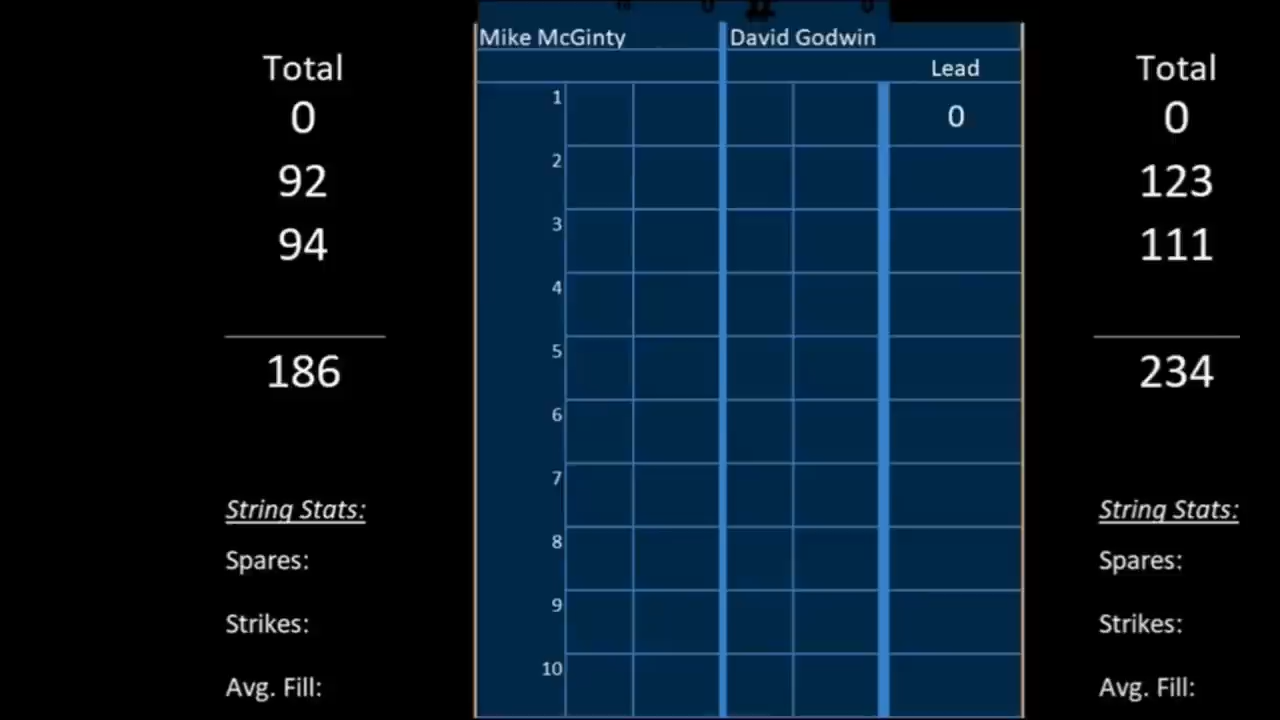 Mike McGinty David Godwin
Total Lead Total
0 1 0 0
92 2 123
94 3 111
4
186 5 234
6
7
String Stats: String Stats:
Spares: 8 Spares:
Strikes: 9 Strikes:
Avg. Fill: 10 Avg. Fill: